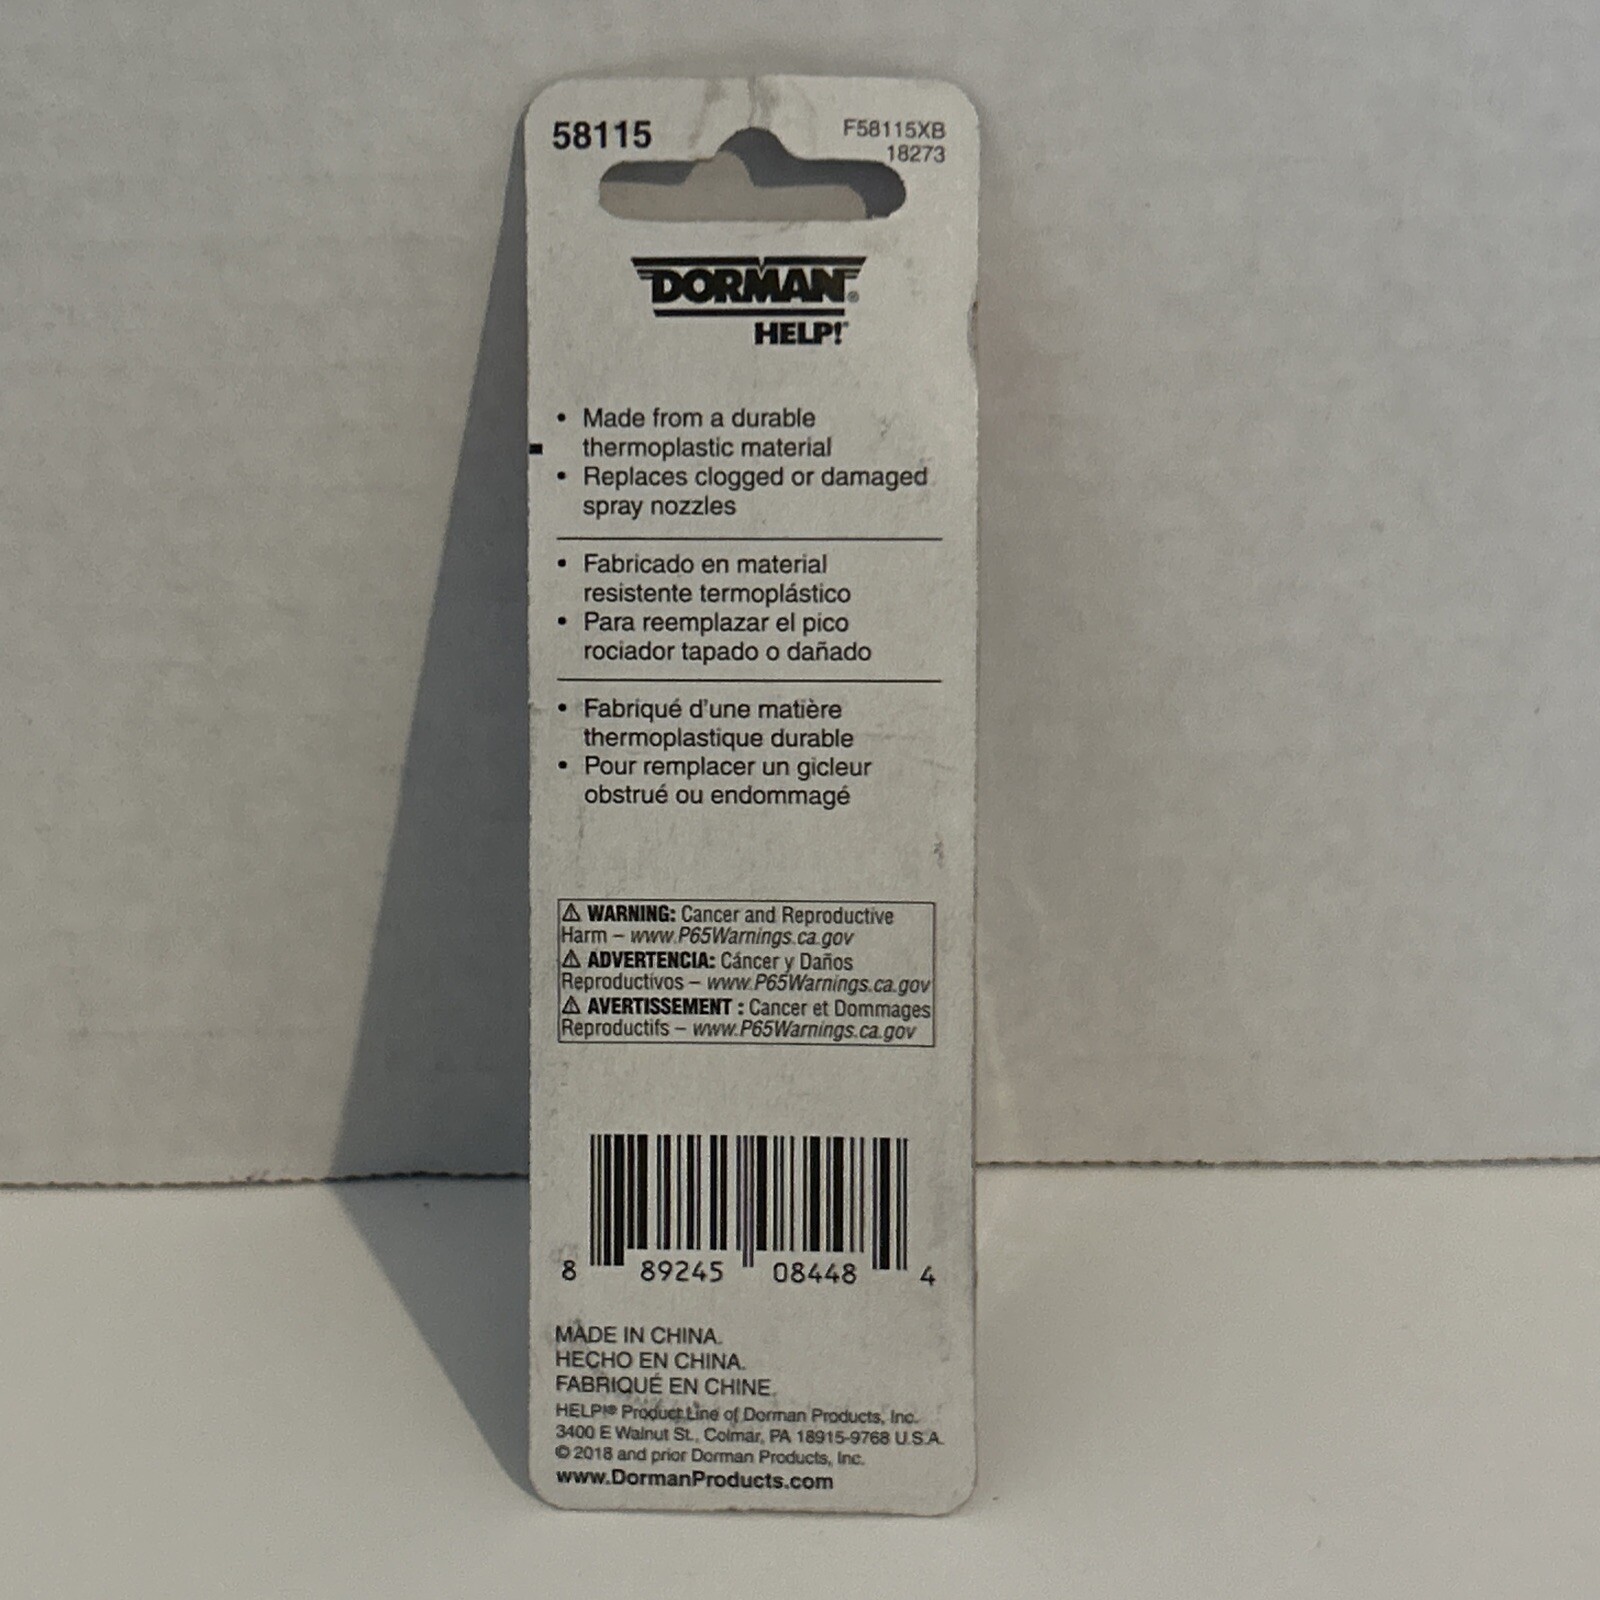 58115
F58115XB
18273
DORMAN®
HELP!™
• Made from a durable
thermoplastic material
• Replaces clogged or damaged
spray nozzles
• Fabricado en material
resistente termoplástico
• Para reemplazar el pico
rociador tapado o dañado
• Fabriqué d'une matière
thermoplastique durable
• Pour remplacer un gicleur
obstrué ou endommagé
⚠ WARNING: Cancer and Reproductive
Harm – www.P65Warnings.ca.gov
⚠ ADVERTENCIA: Cáncer y Daños
Reproductivos – www.P65Warnings.ca.gov
⚠ AVERTISSEMENT : Cancer et Dommages
Reproductifs – www.P65Warnings.ca.gov
8 89245 08448 4
MADE IN CHINA.
HECHO EN CHINA.
FABRIQUÉ EN CHINE.
HELP!® Product Line of Dorman Products, Inc.
3400 E Walnut St., Colmar, PA 18915-9768 U.S.A.
© 2018 and prior Dorman Products, Inc.
www.DormanProducts.com